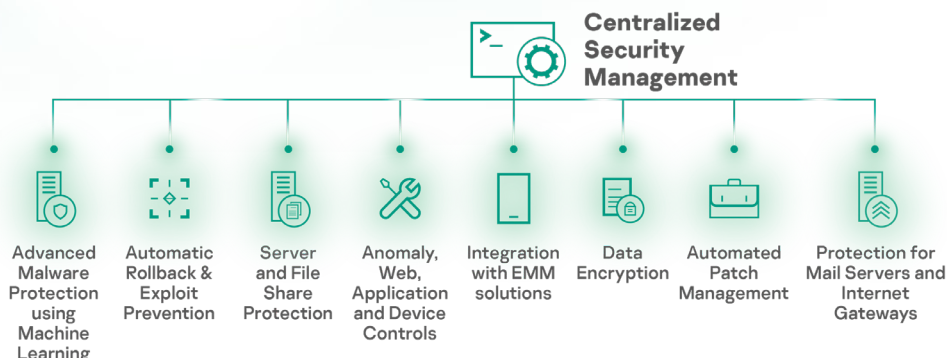 Centralized
Security
Management
Advanced
Malware
Protection
using
Machine
Learning
Automatic
Rollback &
Exploit
Prevention
Server
and File
Share
Protection
Anomaly,
Web,
Application
and Device
Controls
Integration
with EMM
solutions
Data
Encryption
Automated
Patch
Management
Protection for
Mail Servers and
Internet
Gateways